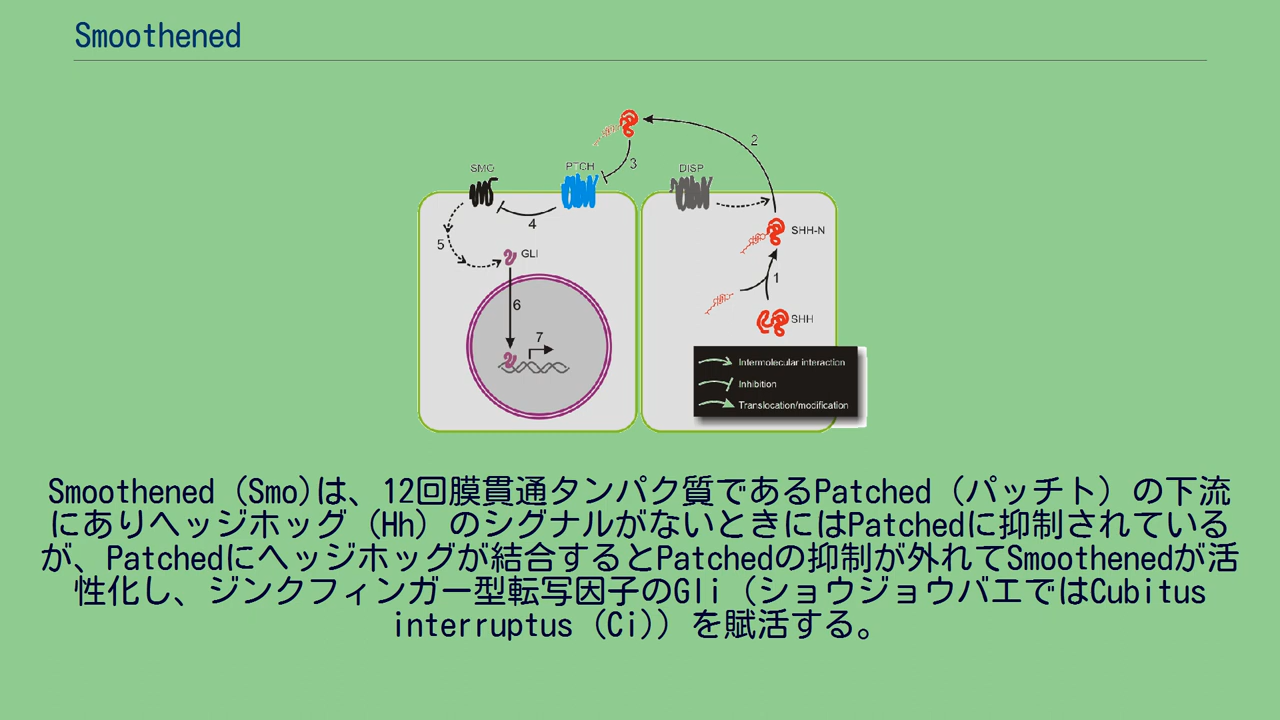 Smoothened
2
SMO
PTCH
3
DISP
4
5
GLI
SHH-N
1
6
SHH
7
Intermolecular interaction
Inhibition
Translocation/modification
Smoothened（Smo)は、12回膜貫通タンパク質であるPatched（パッチト）の下流
にありヘッジホッグ（Hh）のシグナルがないときにはPatchedに抑制されている
が、Patchedにヘッジホッグが結合するとPatchedの抑制が外れてSmoothenedが活
性化し、ジンクフィンガー型転写因子のGli（ショウジョウバエではCubitus
interruptus（Ci)）を賦活する。